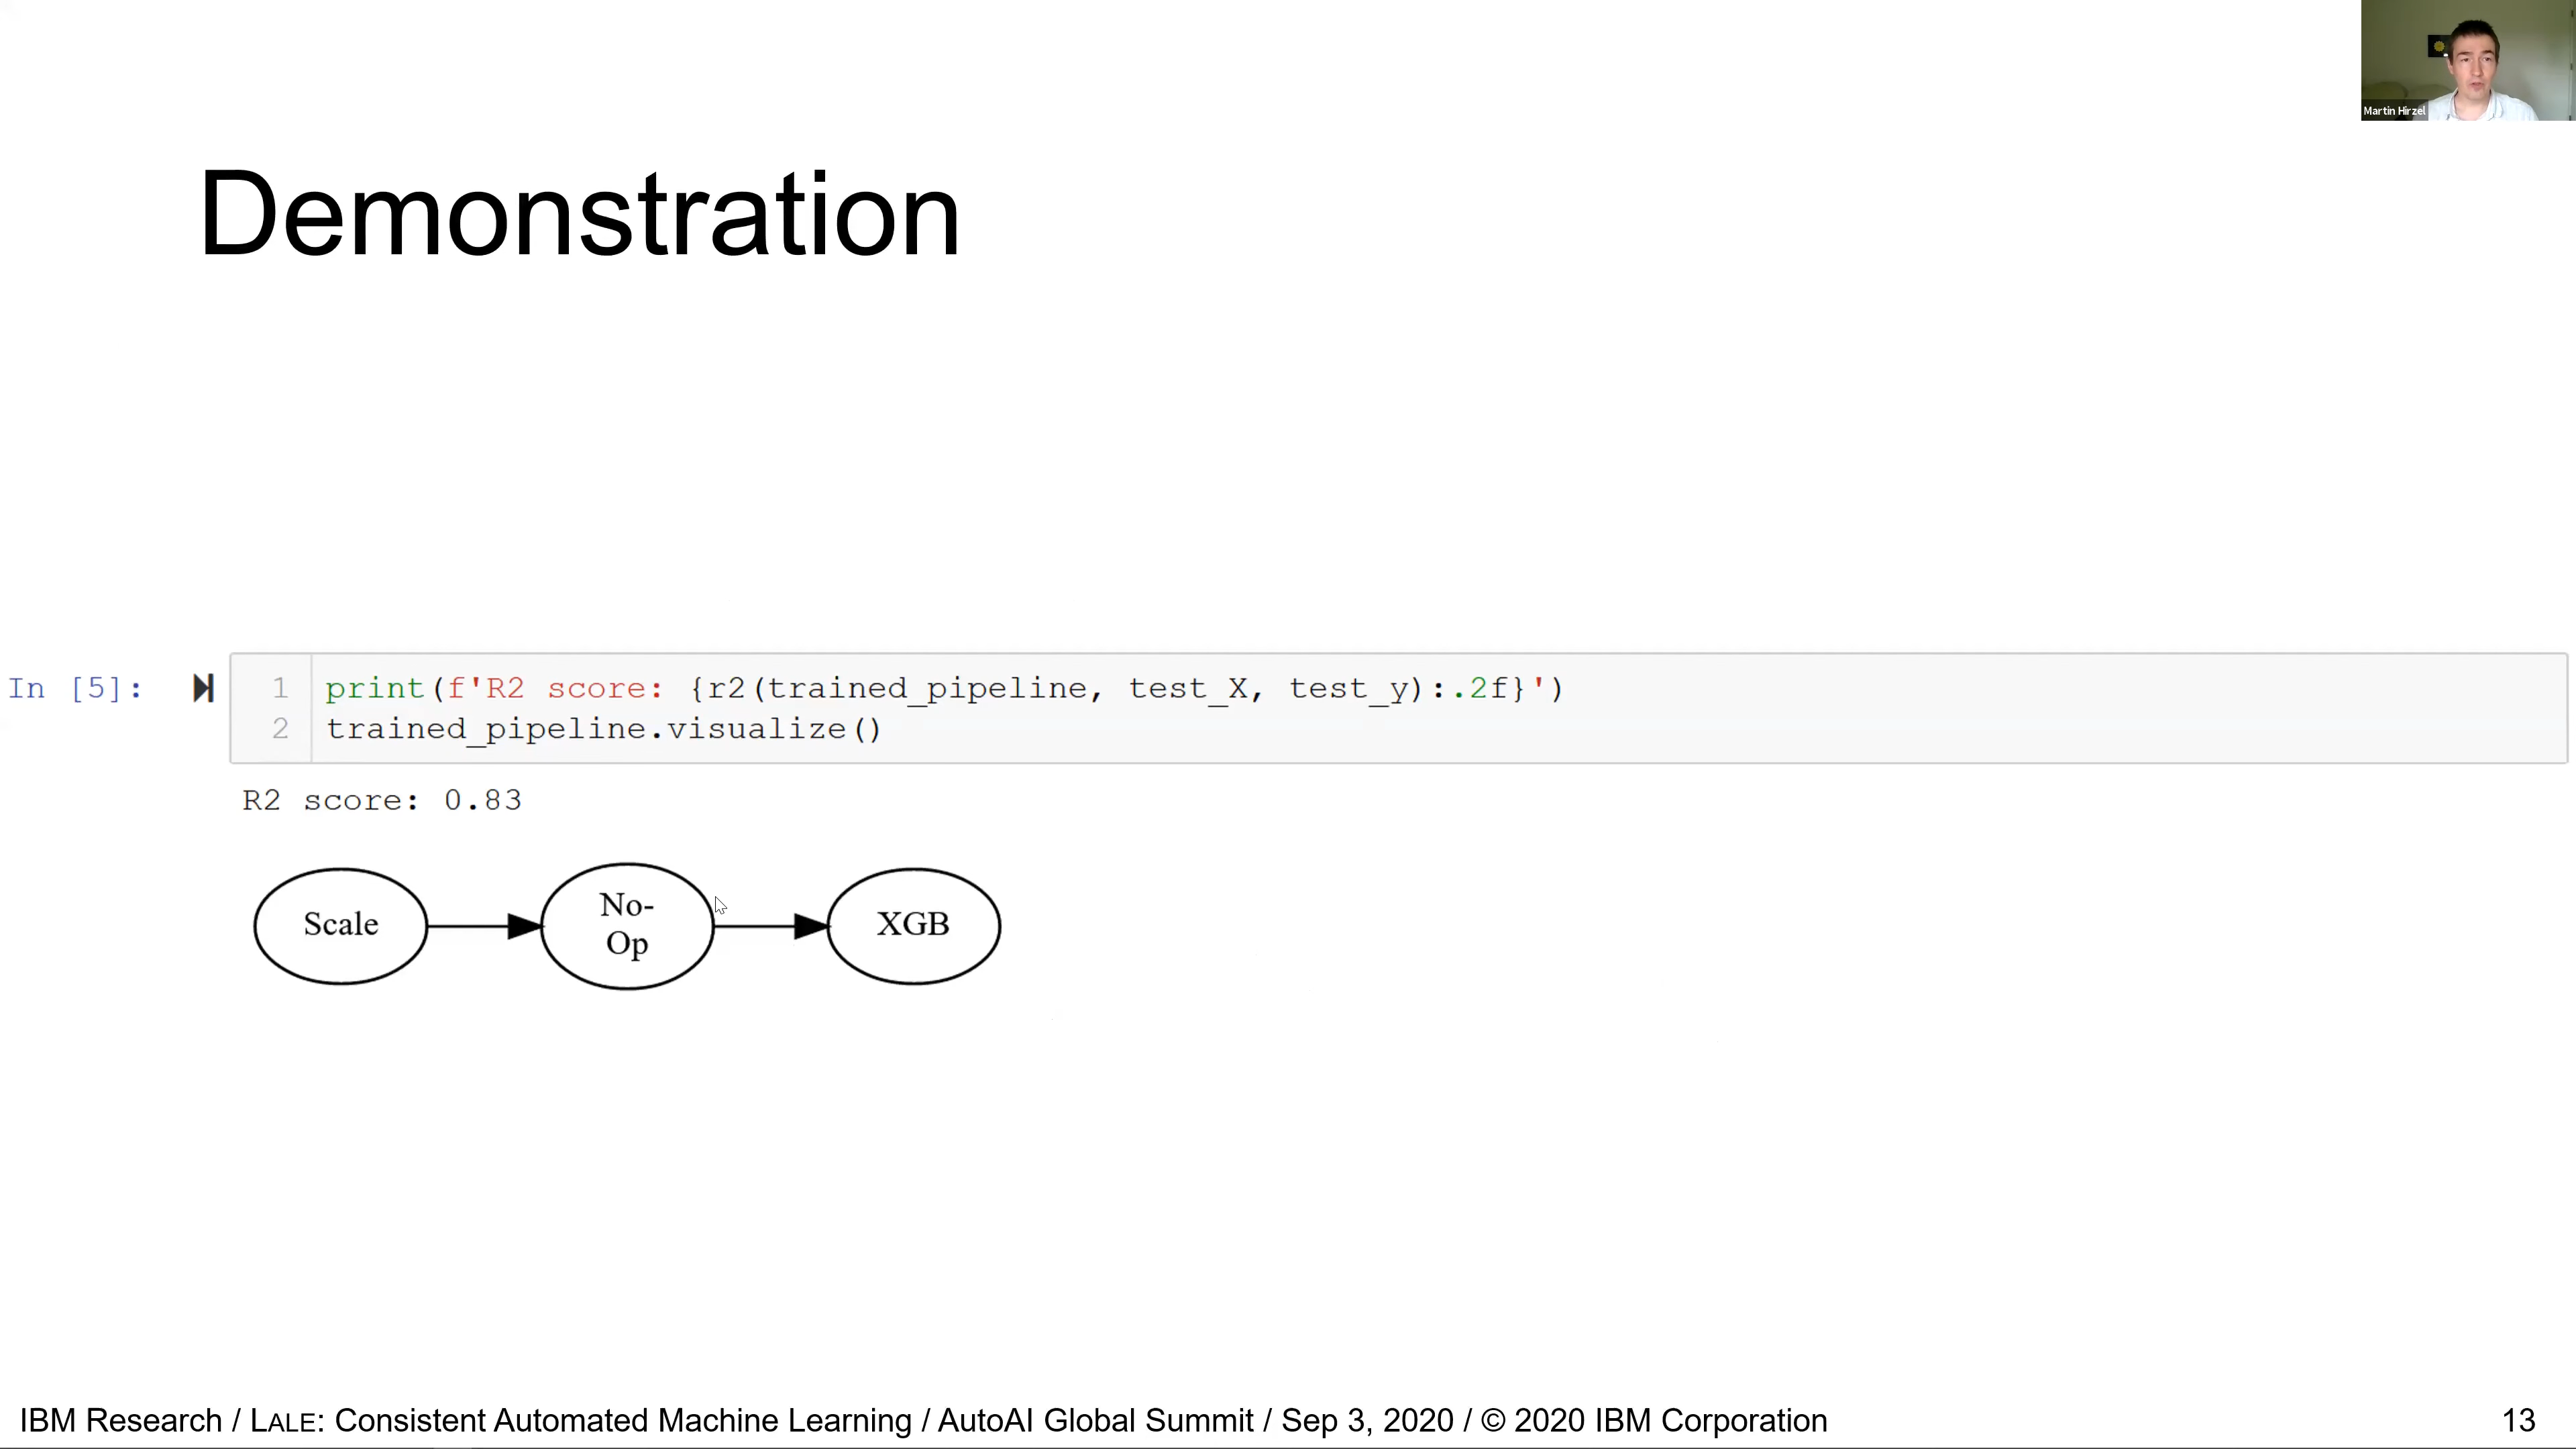 Martin Hirzel
Demonstration
In [5]:
1 print(f'R2 score: {r2(trained_pipeline, test_X, test_y):.2f}')
2 trained_pipeline.visualize()
R2 score: 0.83
Scale
No-
Op
XGB
IBM Research / LALE: Consistent Automated Machine Learning / AutoAI Global Summit / Sep 3, 2020 / © 2020 IBM Corporation
13